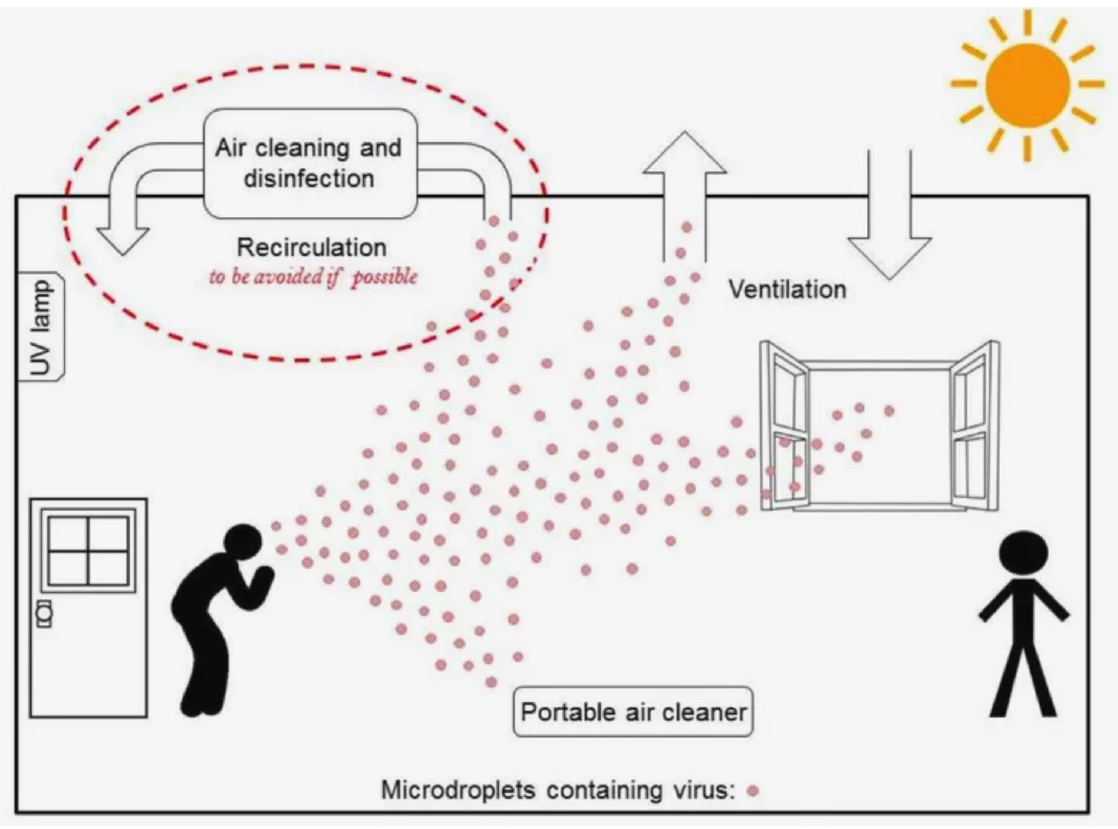 Air cleaning and
disinfection
Recirculation
to be avoided if possible
Ventilation
UV lamp
Portable air cleaner
Microdroplets containing virus: